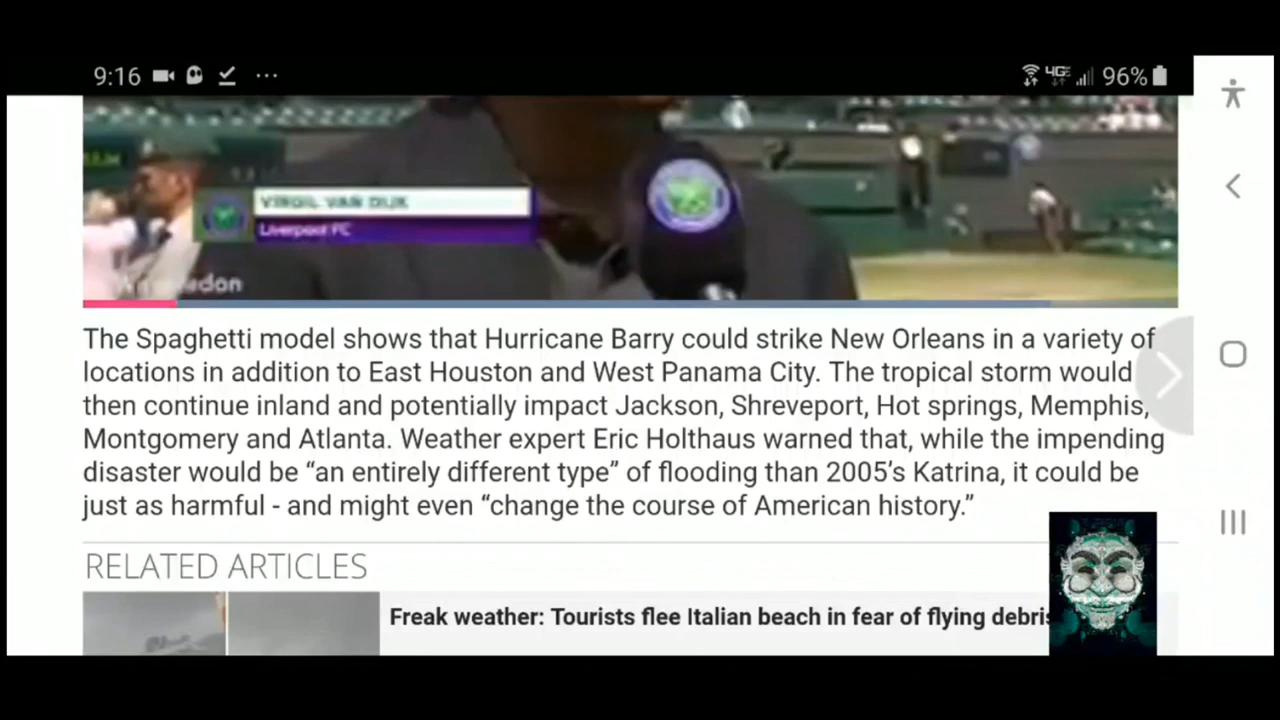 9:16
4GE 96%
VIRGIL VAN DIJK
Liverpool FC
The Spaghetti model shows that Hurricane Barry could strike New Orleans in a variety of
locations in addition to East Houston and West Panama City. The tropical storm would
then continue inland and potentially impact Jackson, Shreveport, Hot springs, Memphis,
Montgomery and Atlanta. Weather expert Eric Holthaus warned that, while the impending
disaster would be “an entirely different type” of flooding than 2005’s Katrina, it could be
just as harmful - and might even “change the course of American history.”
RELATED ARTICLES
Freak weather: Tourists flee Italian beach in fear of flying debris